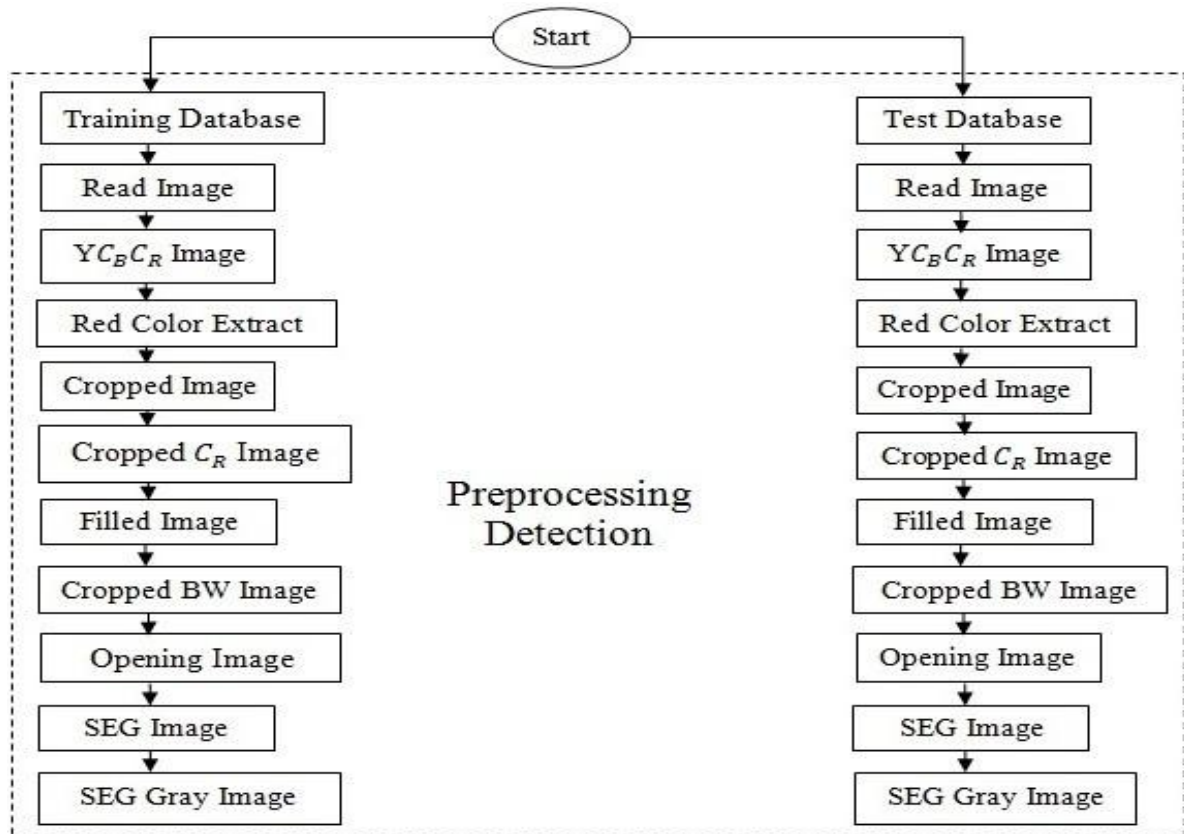 Start
Training Database
Read Image
YC_BC_R Image
Red Color Extract
Cropped Image
Cropped C_R Image
Filled Image
Cropped BW Image
Opening Image
SEG Image
SEG Gray Image
Preprocessing
Detection
Test Database
Read Image
YC_BC_R Image
Red Color Extract
Cropped Image
Cropped C_R Image
Filled Image
Cropped BW Image
Opening Image
SEG Image
SEG Gray Image